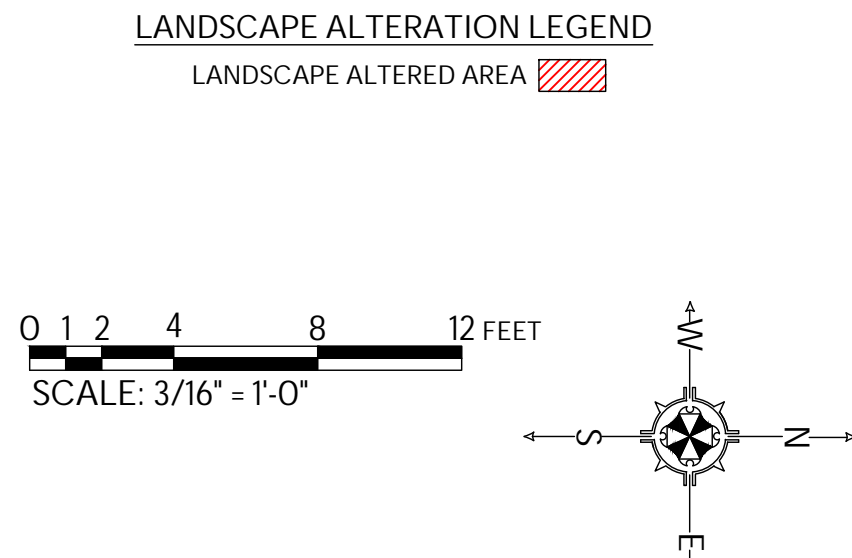 LANDSCAPE ALTERATION LEGEND
LANDSCAPE ALTERED AREA
0 1 2 4 8 12 FEET
SCALE: 3/16" = 1'-0"
W
S N
E